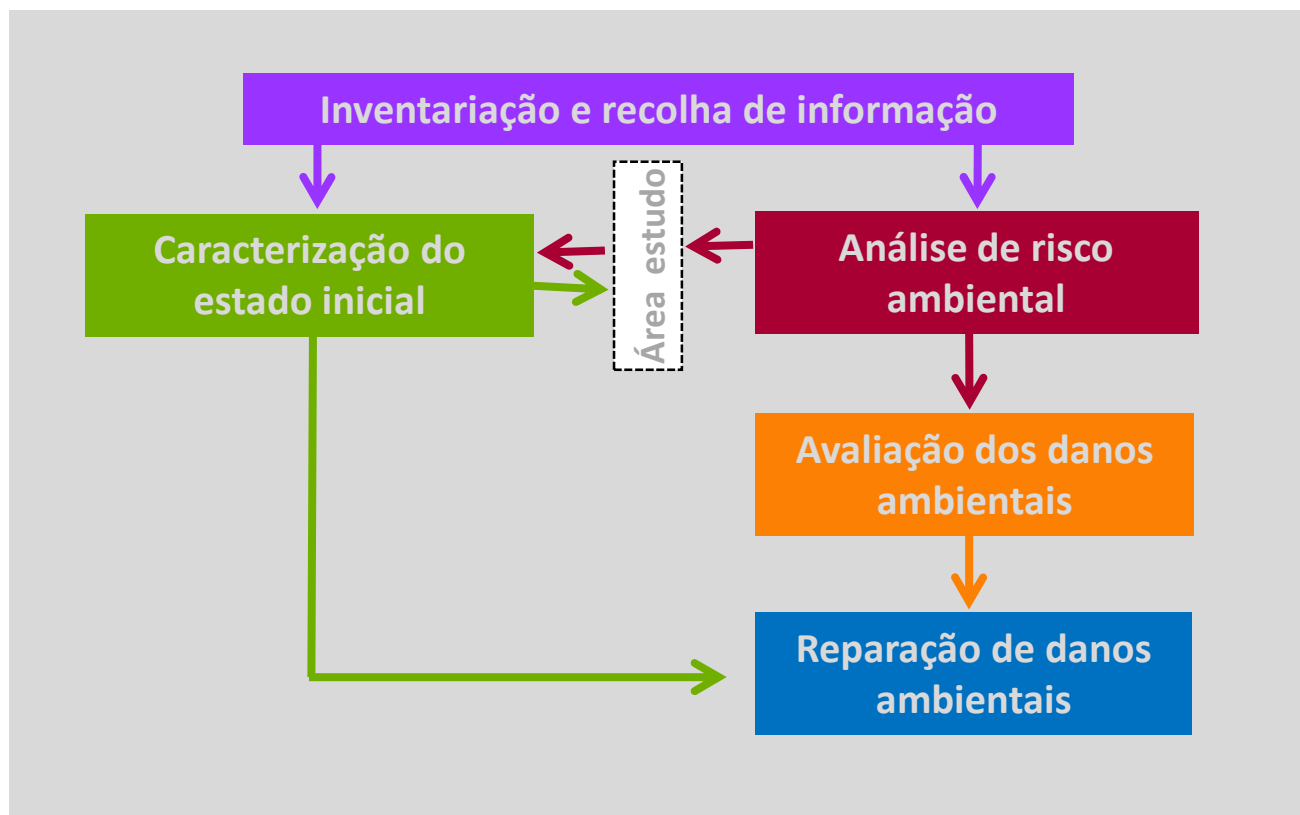 Inventariação e recolha de informação
Caracterização do
estado inicial
Área estudo
Análise de risco
ambiental
Avaliação dos danos
ambientais
Reparação de danos
ambientais